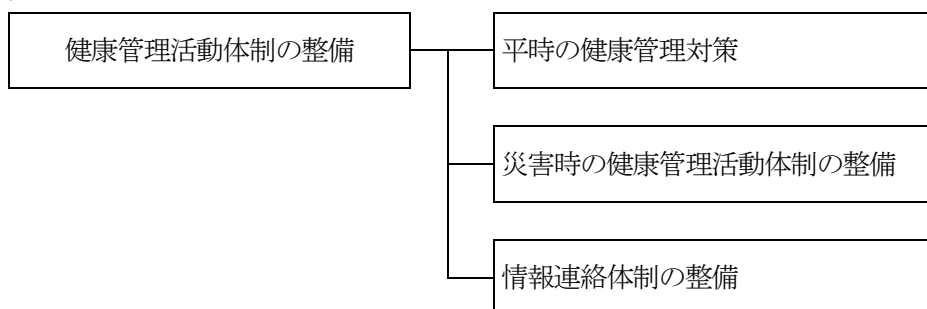 健康管理活動体制の整備
平時の健康管理対策
災害時の健康管理活動体制の整備
情報連絡体制の整備